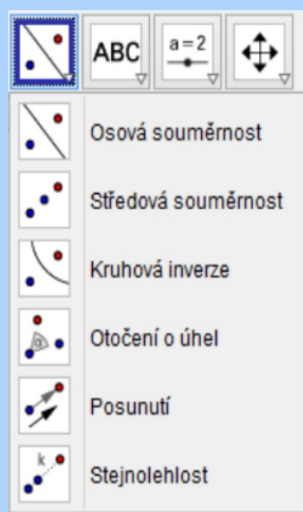 ABC a=2
Osová souměrnost
Středová souměrnost
Kruhová inverze
α
Otočení o úhel
Posunutí
k
Stejnolehlost